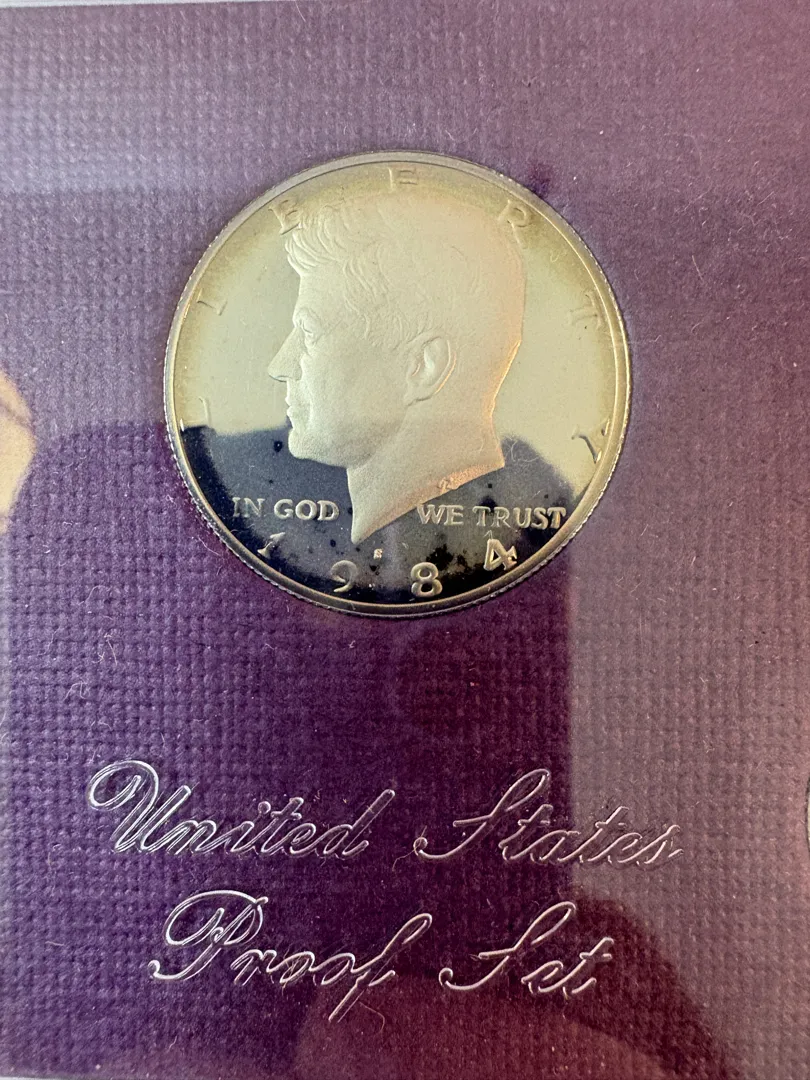 LIBERTY
IN GOD WE TRUST
S
1984
United States
Proof Set